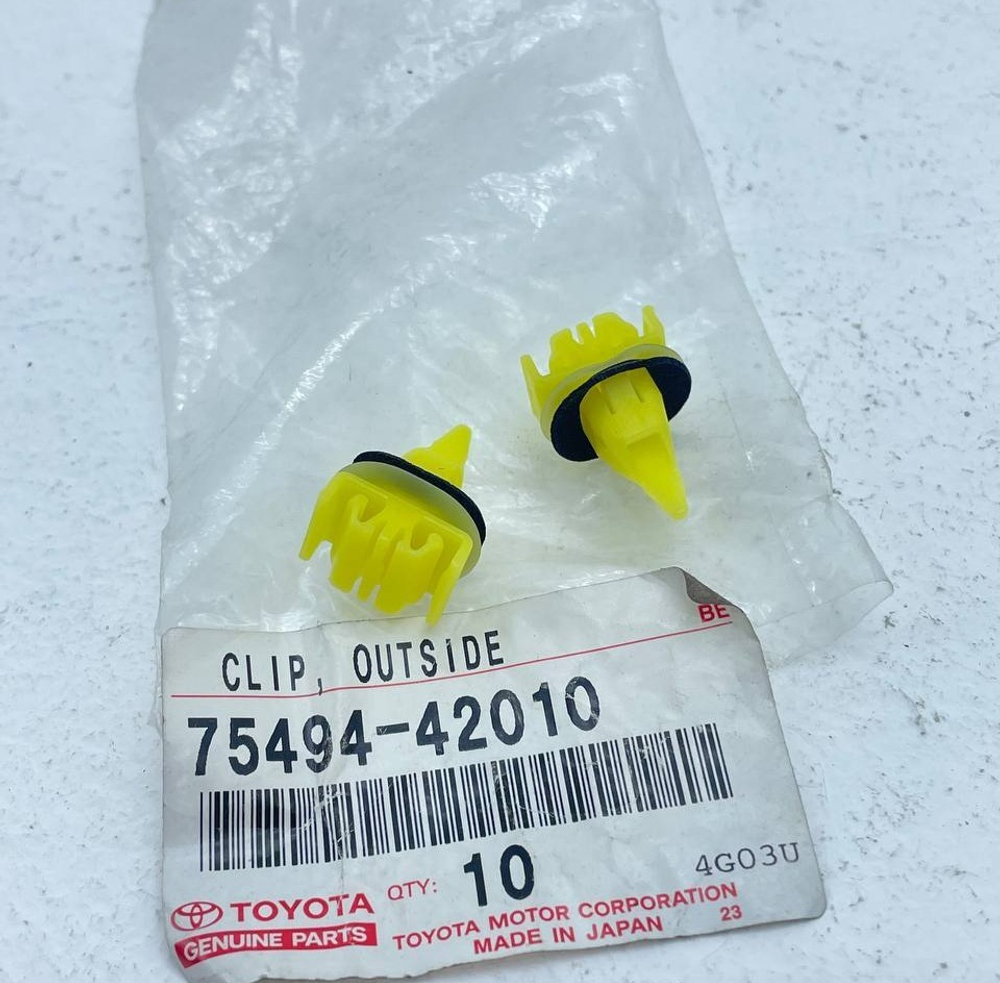 BE
CLIP, OUTSIDE
75494-42010
QTY: 10
4G03U
TOYOTA
GENUINE PARTS
TOYOTA MOTOR CORPORATION
MADE IN JAPAN 23